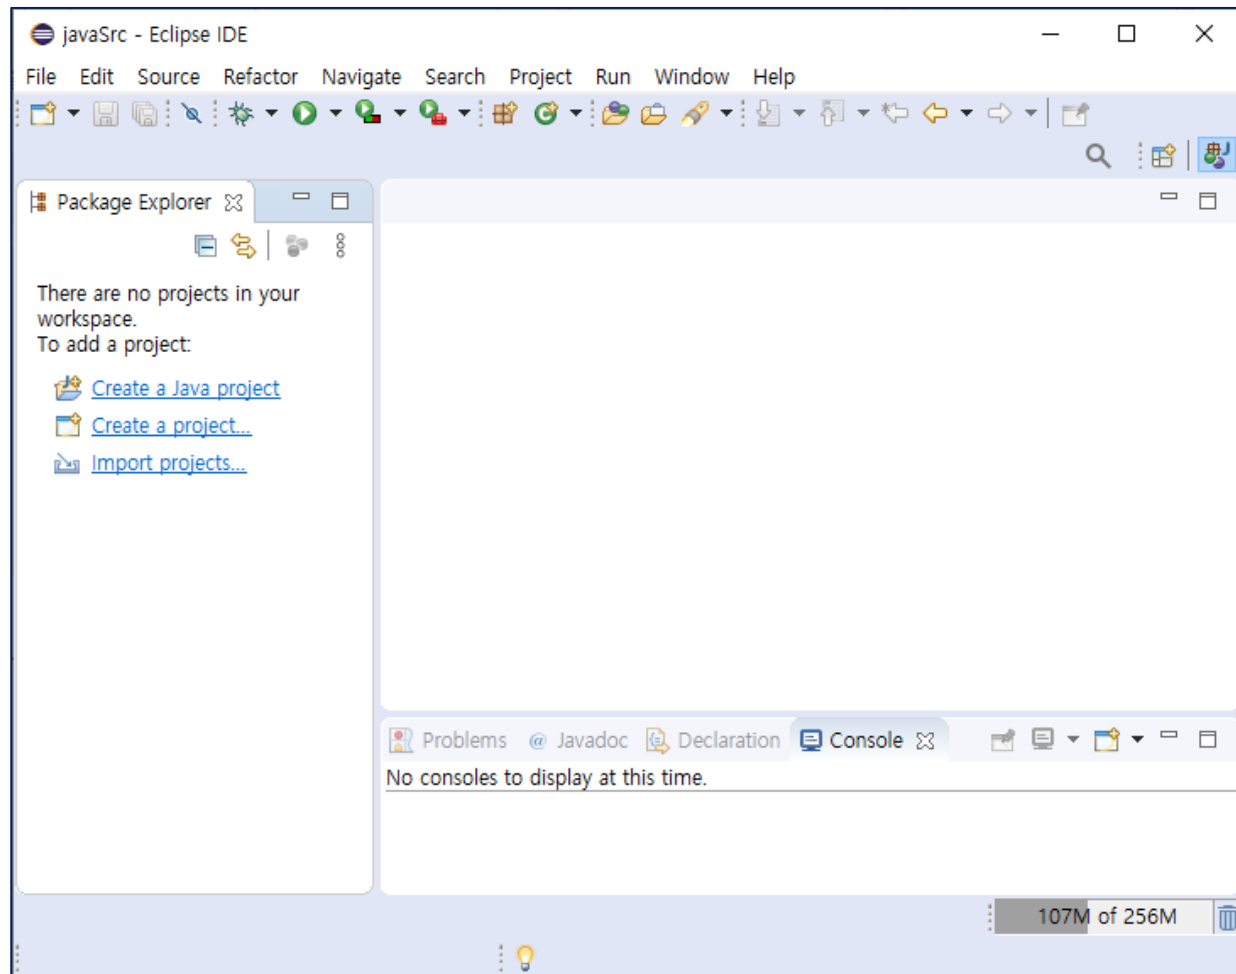 javaSrc - Eclipse IDE
File Edit Source Refactor Navigate Search Project Run Window Help
Package Explorer
There are no projects in your
workspace.
To add a project:
Create a Java project
Create a project...
Import projects...
Problems @ Javadoc Declaration Console
No consoles to display at this time.
107M of 256M